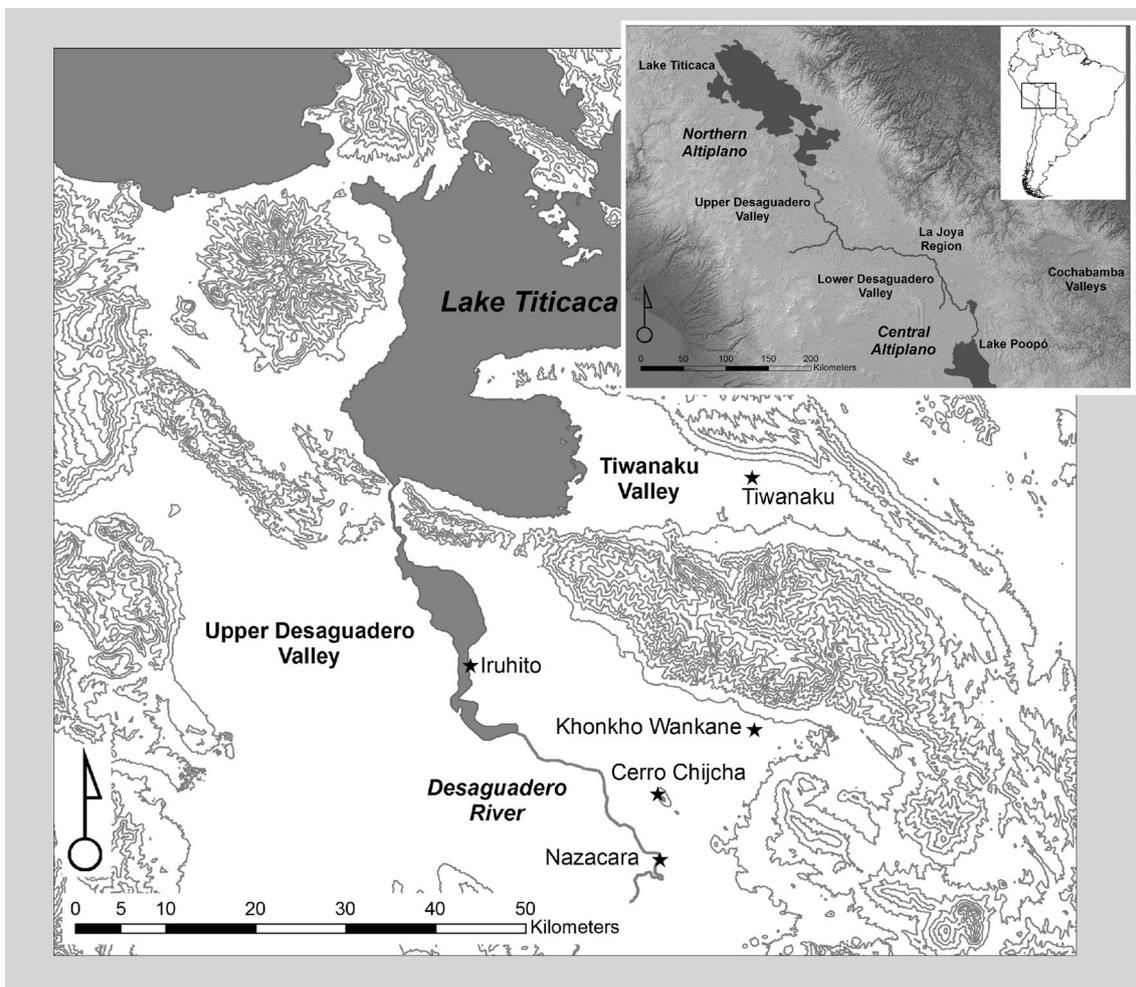 Lake Titicaca
Northern
Altiplano
Upper Desaguadero
Valley
La Joya
Region
Cochabamba
Valleys
Lower Desaguadero
Valley
Central
Altiplano
Lake Poopó
0 50 100 150 200
Kilometers
Lake Titicaca
Tiwanaku
Valley
Tiwanaku
Upper Desaguadero
Valley
Iruhito
Khonkho Wankane
Cerro Chijcha
Desaguadero
River
Nazacara
0 5 10 20 30 40 50
Kilometers